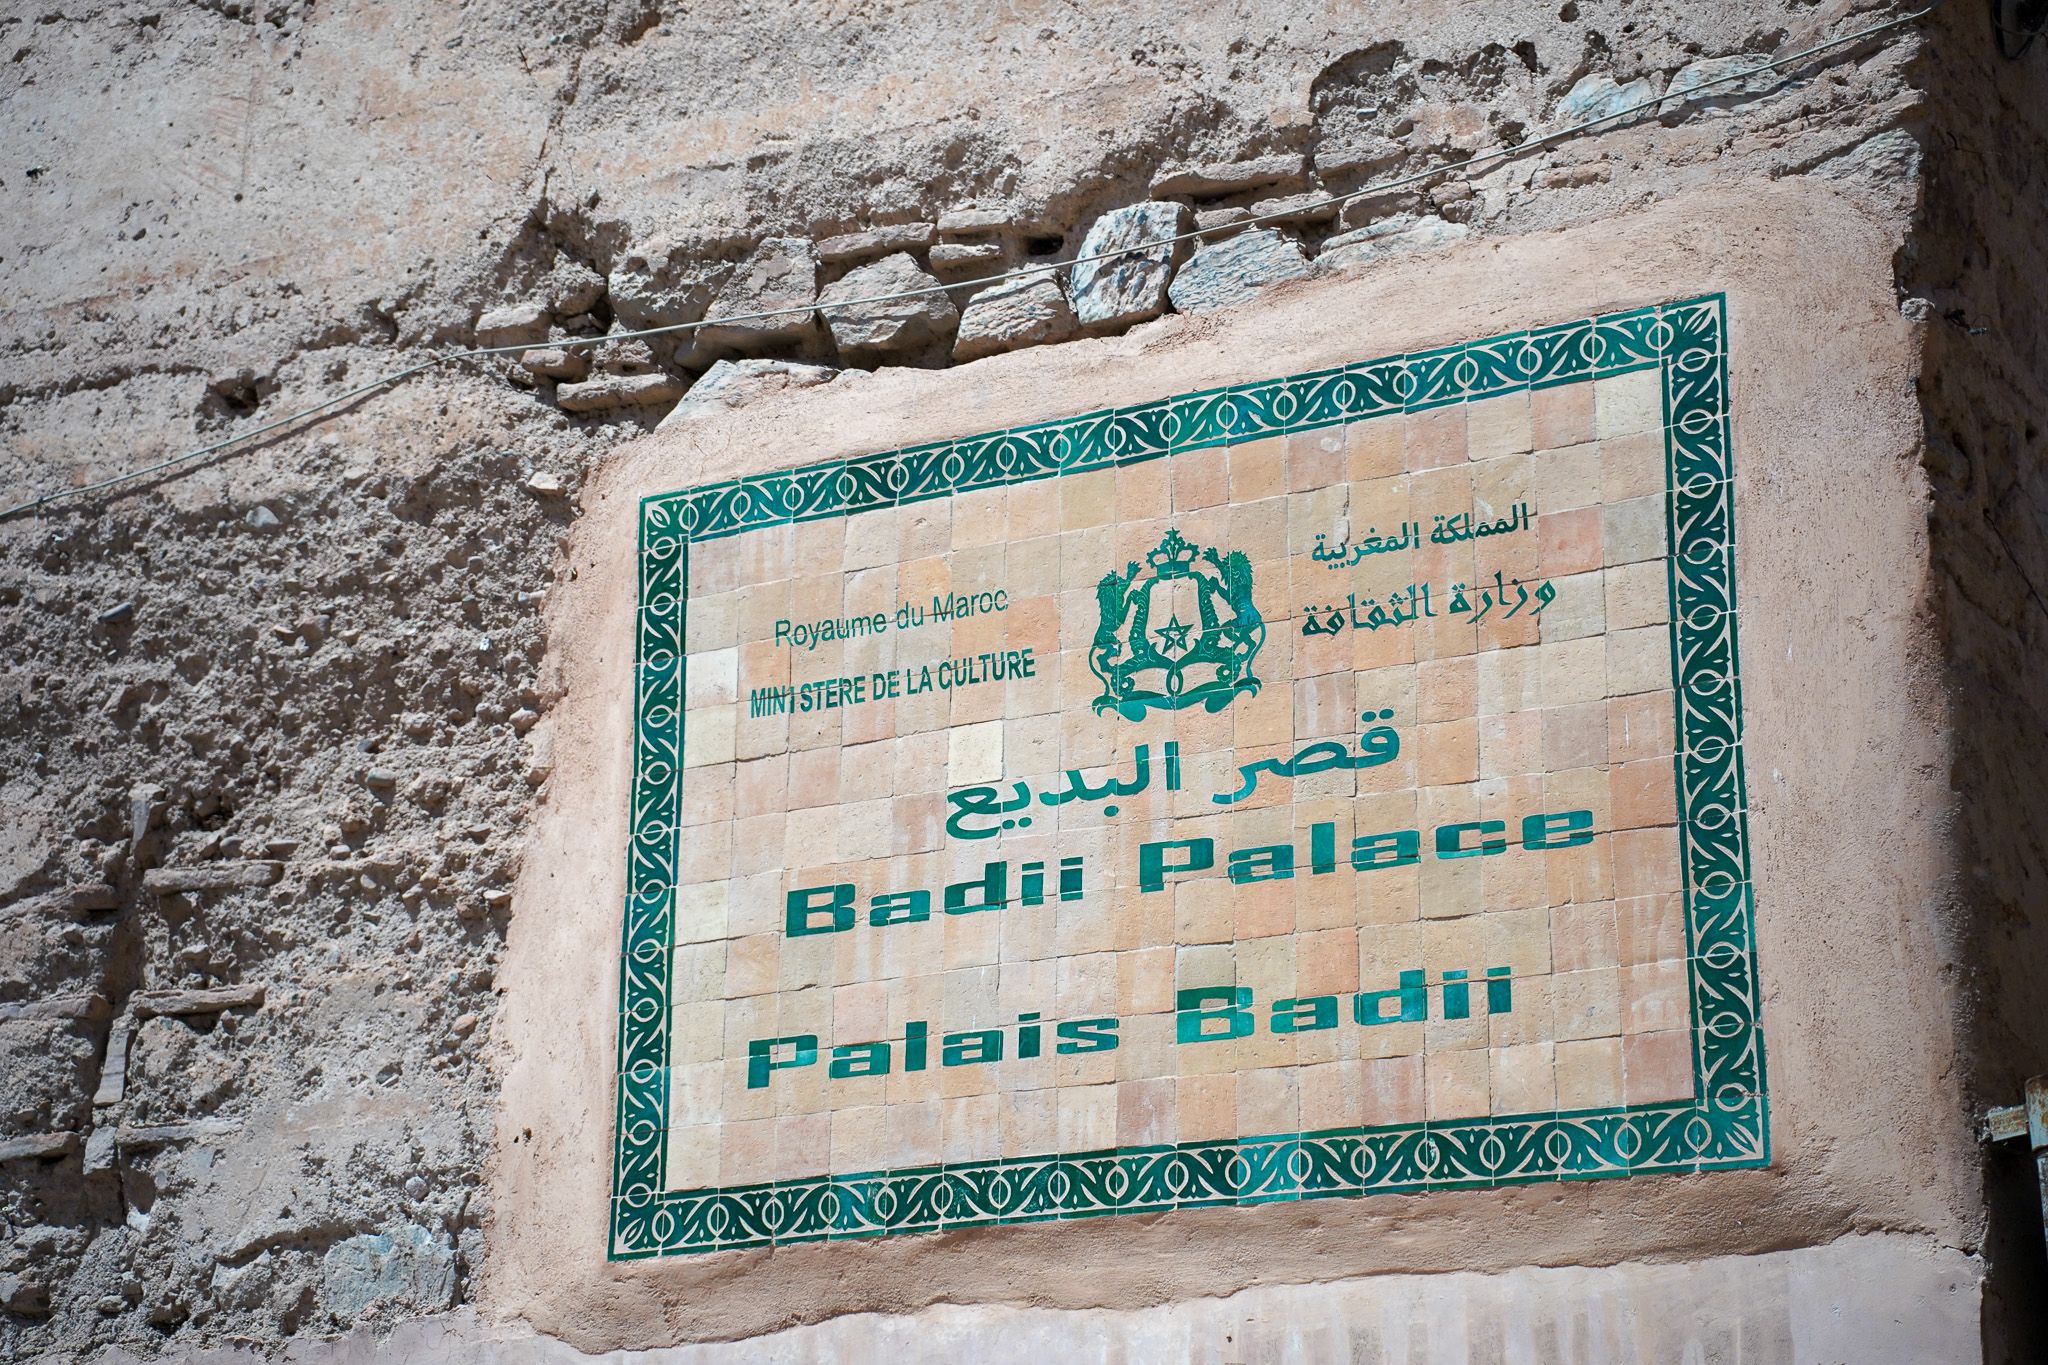 Royaume du Maroc
MINISTERE DE LA CULTURE
المملكة المغربية
وزارة الثقافة
قصر البديع
Badii Palace
Palais Badii